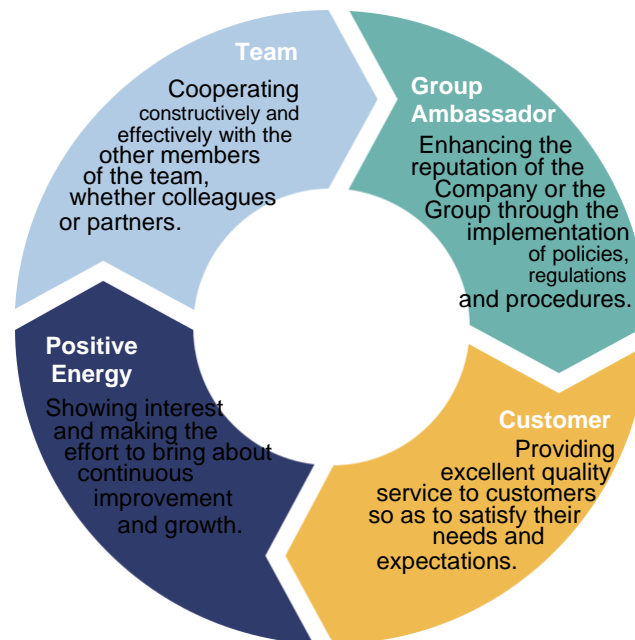 Team
Cooperating
constructively and
effectively with the
other members
of the team,
whether colleagues
or partners.
Group
Ambassador
Enhancing the
reputation of the
Company or the
Group through the
implementation
of policies,
regulations
and procedures.
Positive
Energy
Showing interest
and making the
effort to bring about
continuous
improvement
and growth.
Customer
Providing
excellent quality
service to customers
so as to satisfy their
needs and
expectations.